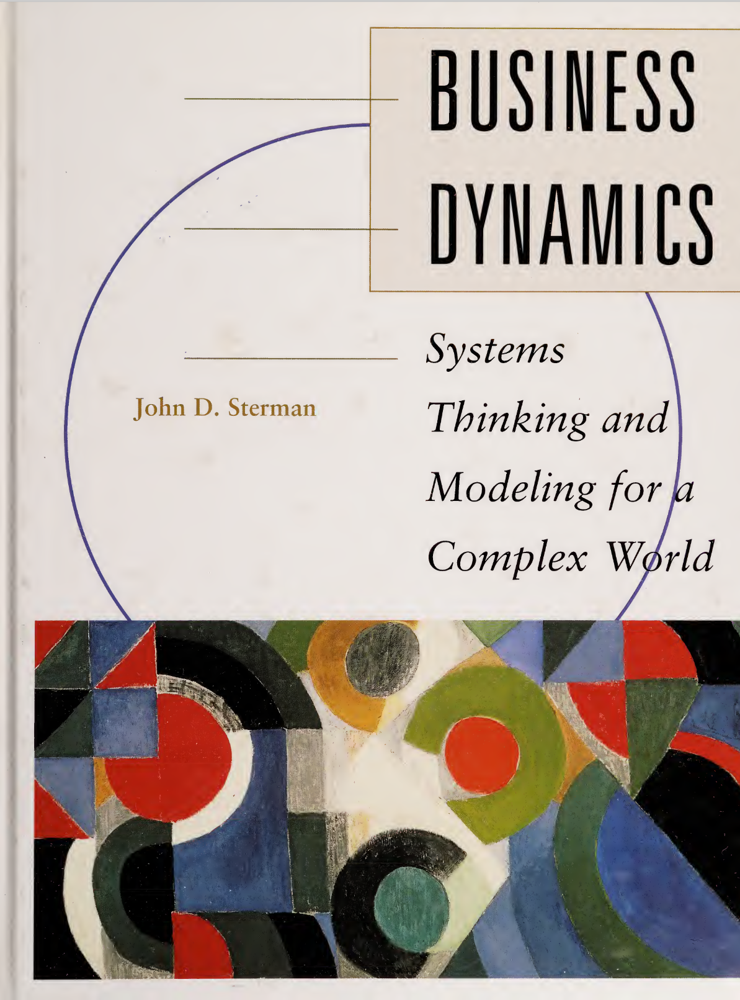 BUSINESS
DYNAMICS
Systems
John D. Sterman
Thinking and
Modeling for a
Complex World